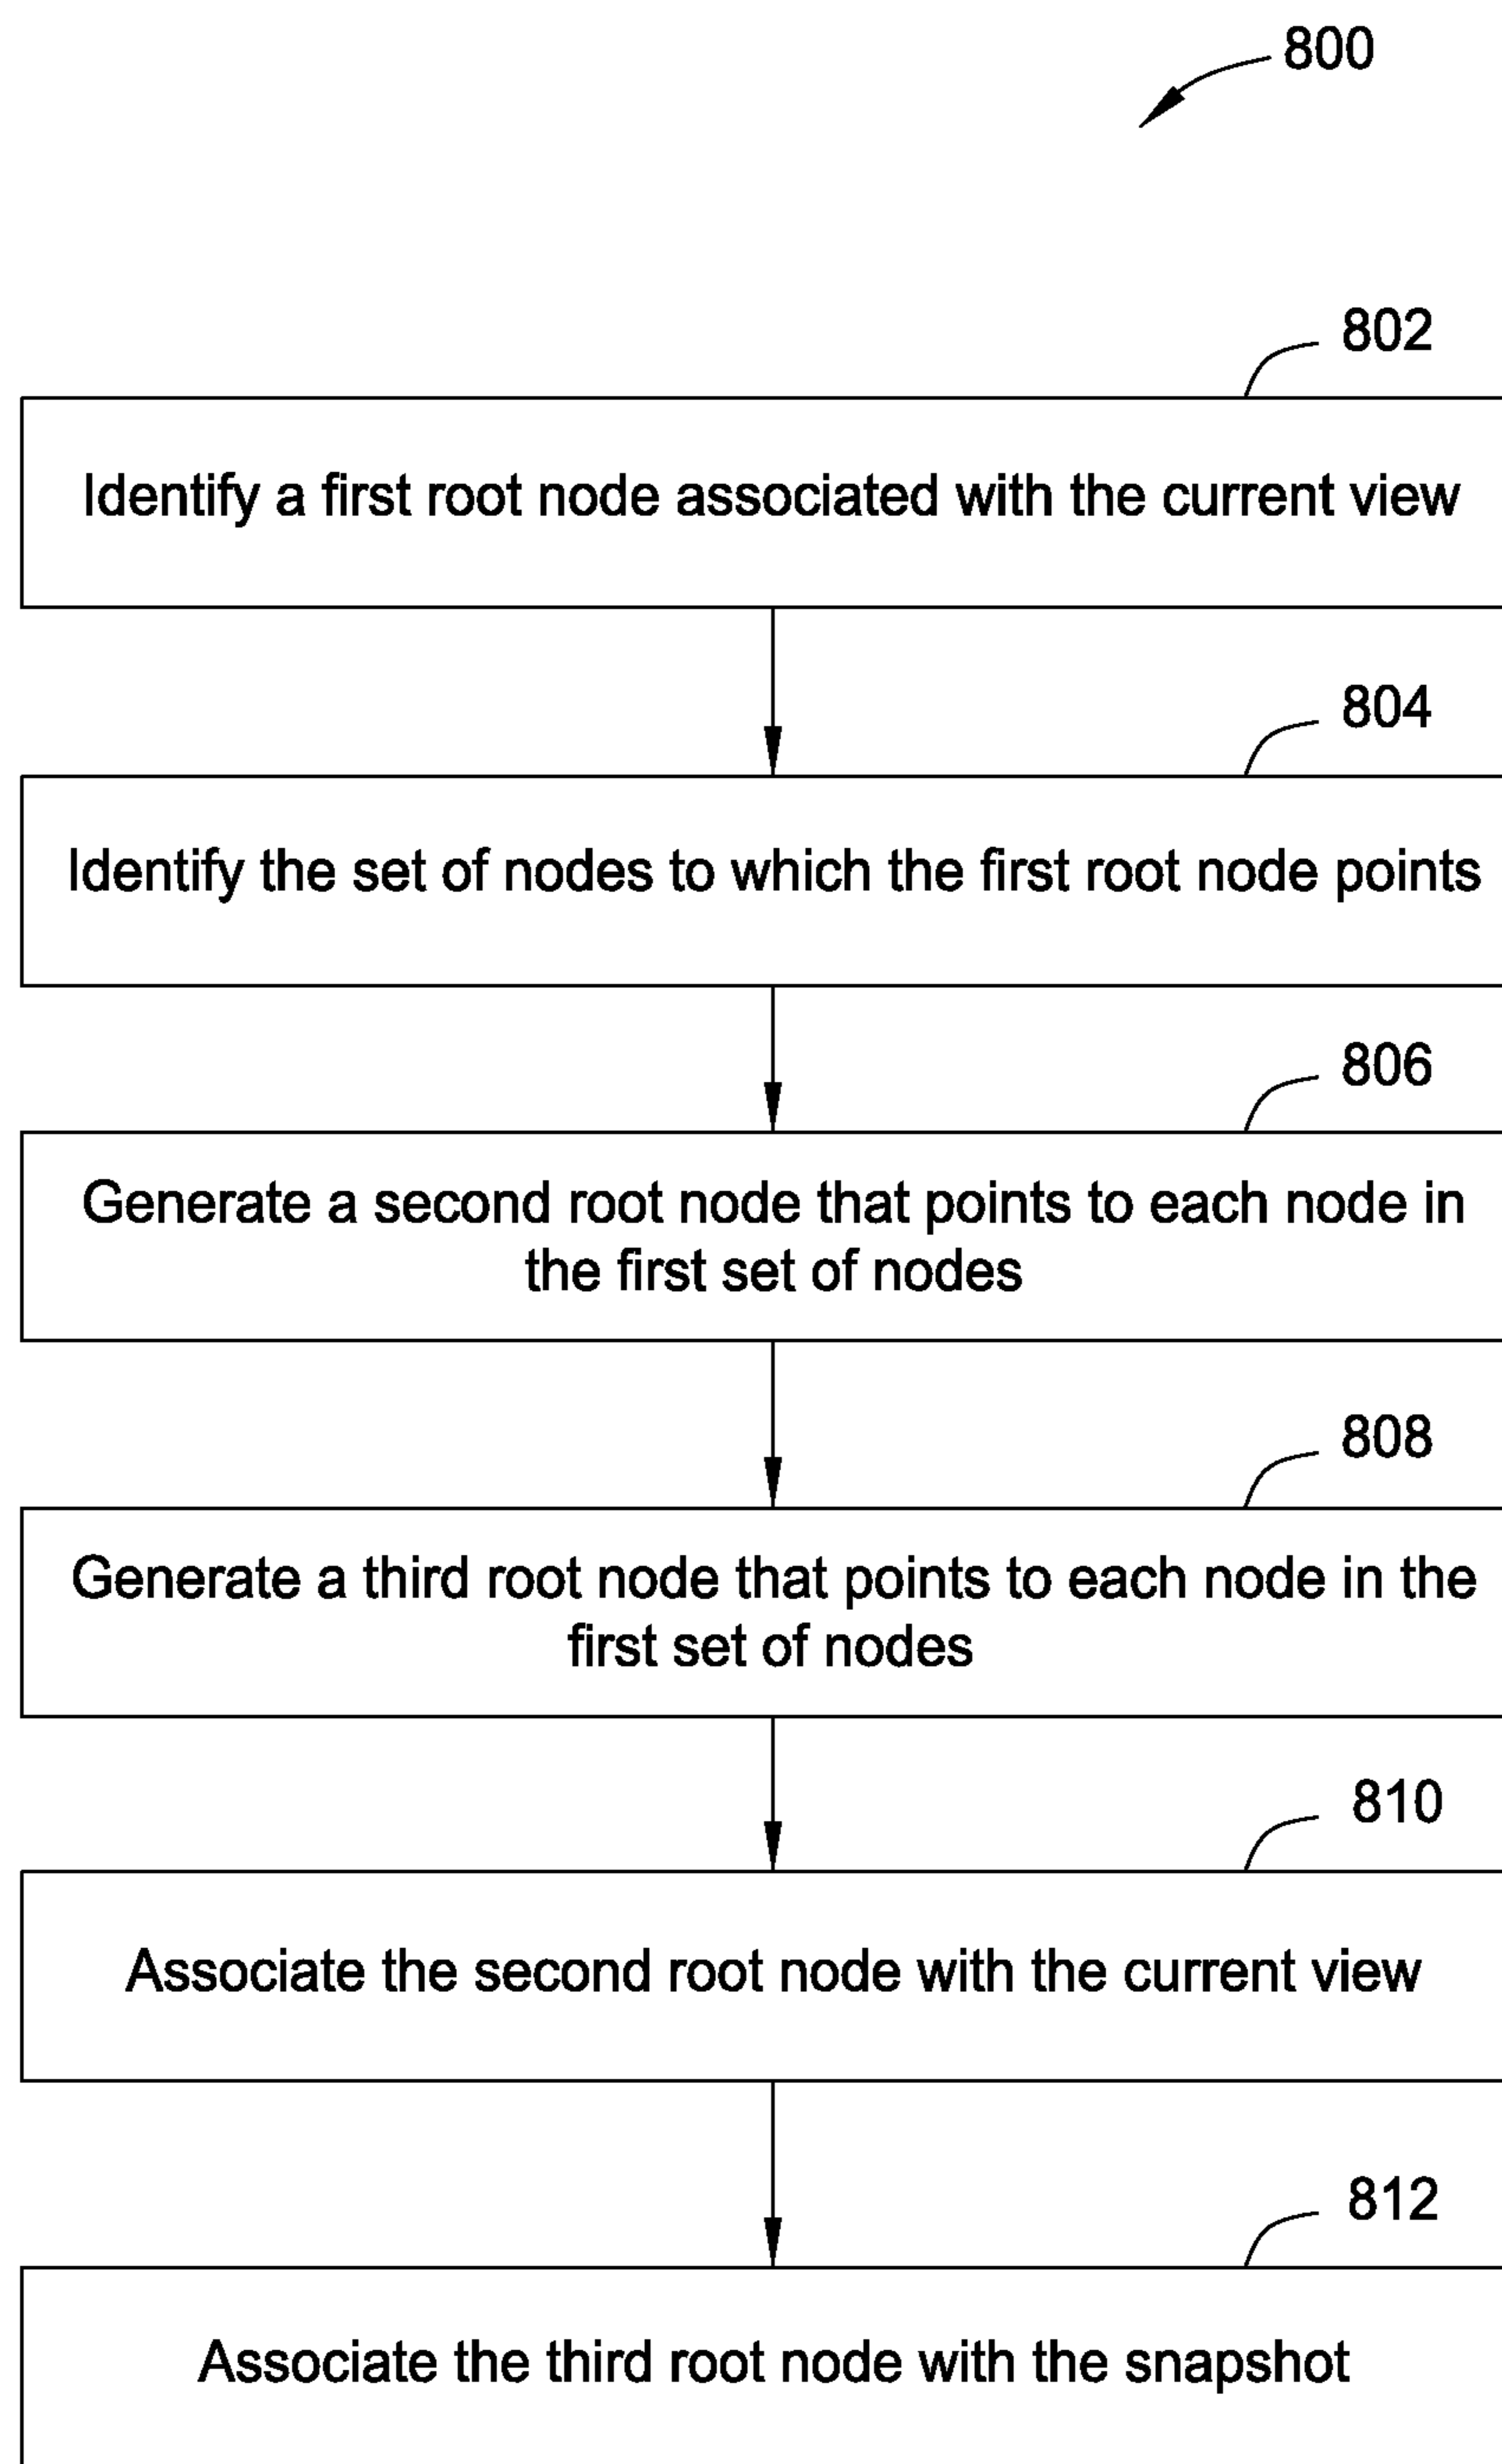 800
802
Identify a first root node associated with the current view
804
Identify the set of nodes to which the first root node points
806
Generate a second root node that points to each node in
the first set of nodes
808
Generate a third root node that points to each node in the
first set of nodes
810
Associate the second root node with the current view
812
Associate the third root node with the snapshot